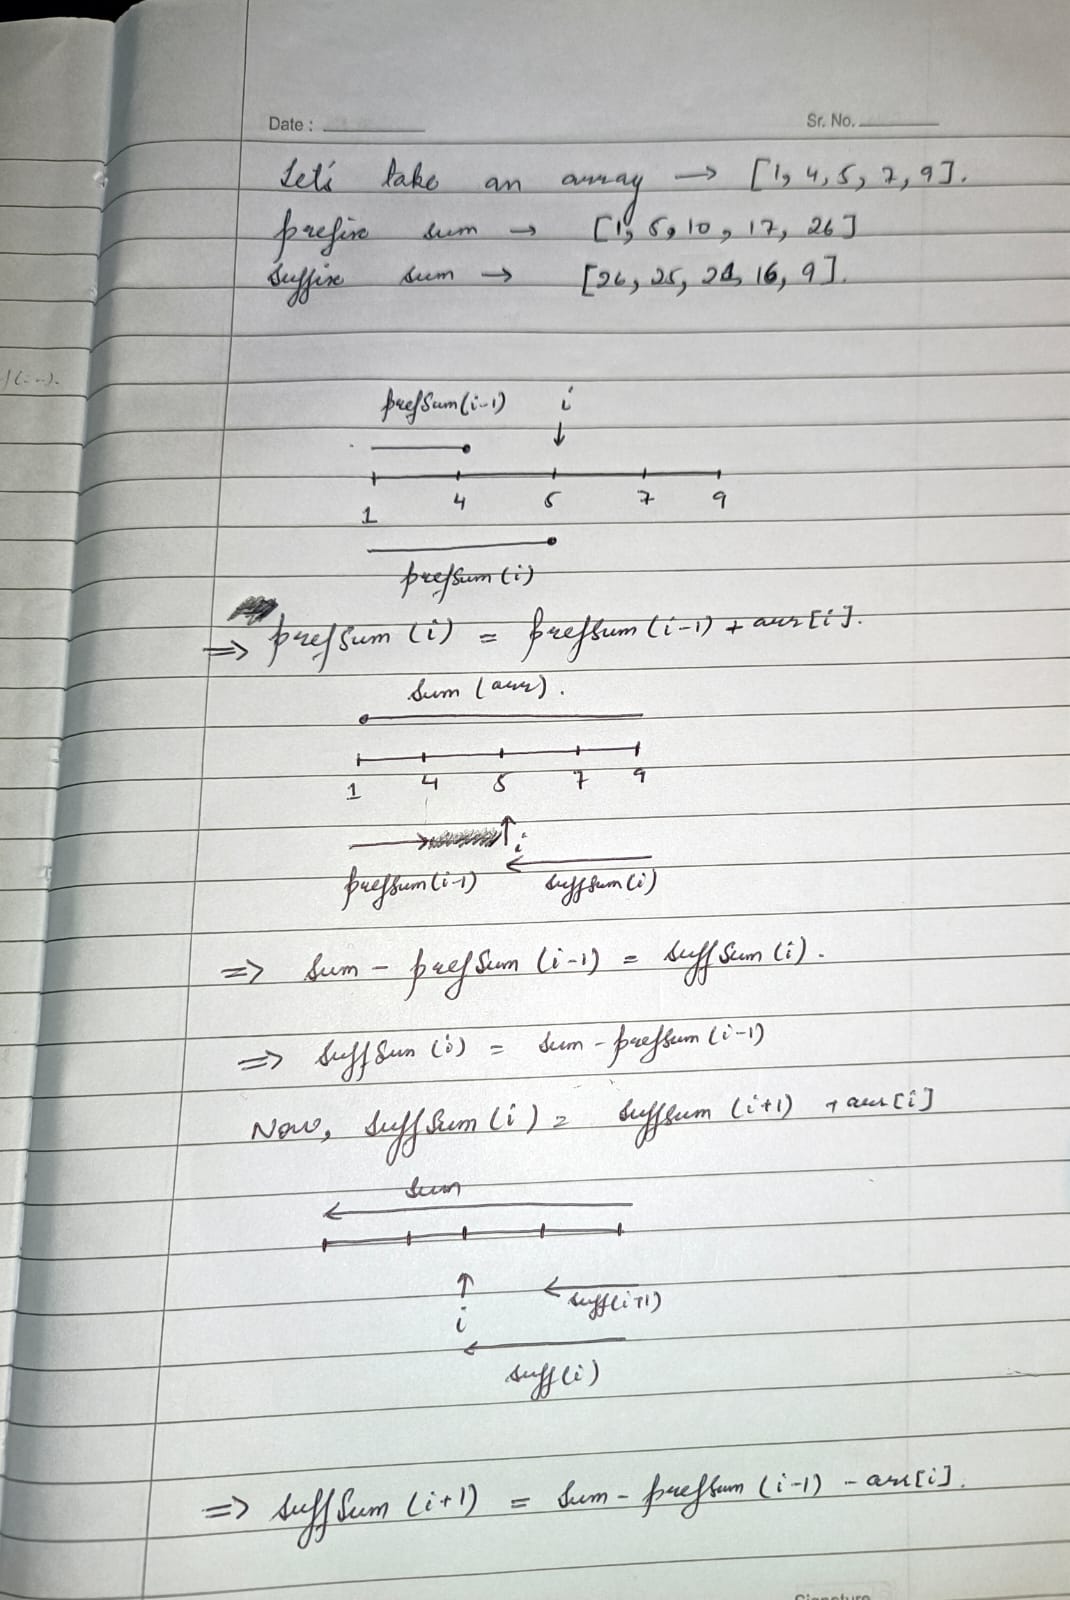 Date :
Sr. No.
Let's take an array → [1, 4, 5, 7, 9].
prefix sum → [1, 5, 10, 17, 26]
suffix sum → [26, 25, 21, 16, 9].
prefSum(i-1) i
↓
1 4 5 7 9
prefSum(i)
⇒ prefSum (i) = prefSum (i-1) + arr[i].
Sum (arr).
1 4 5 7 9
↑ i
prefSum(i-1) suffSum(i)
⇒ Sum - prefSum (i-1) = suffSum (i).
⇒ SuffSum (i) = sum - prefSum (i-1)
Now, SuffSum (i) = suffSum (i+1) + arr[i]
Sum
↑ suff(i+1)
i
suff(i)
⇒ SuffSum (i+1) = Sum - prefSum (i-1) - arr[i].